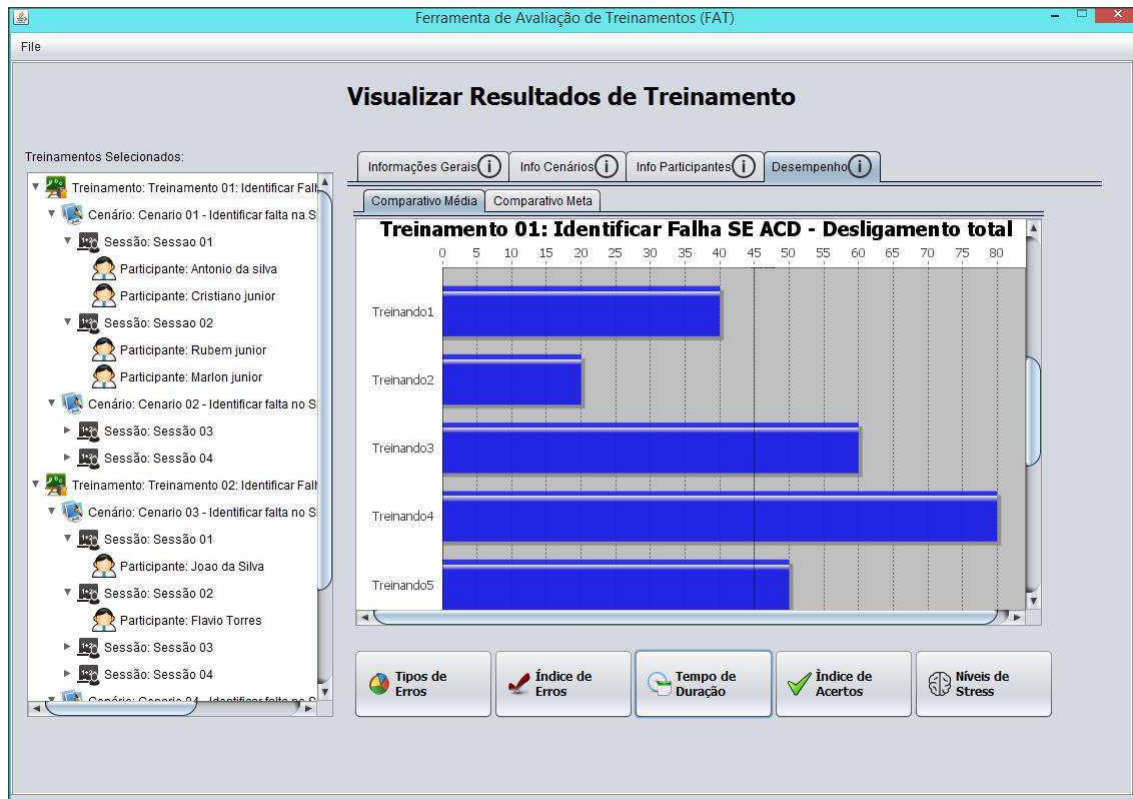 Ferramenta de Avaliação de Treinamentos (FAT)
File
Visualizar Resultados de Treinamento
Treinamentos Selecionados:
Treinamento: Treinamento 01: Identificar Falh
Cenário: Cenario 01 - Identificar falta na S
Sessão: Sessao 01
Participante: Antonio da silva
Participante: Cristiano junior
Sessão: Sessao 02
Participante: Rubem junior
Participante: Marlon junior
Cenário: Cenario 02 - Identificar falta no S
Sessão: Sessão 03
Sessão: Sessão 04
Treinamento: Treinamento 02: Identificar Falh
Cenário: Cenario 03 - Identificar falta no S
Sessão: Sessão 01
Participante: Joao da Silva
Sessão: Sessão 02
Participante: Flavio Torres
Sessão: Sessão 03
Sessão: Sessão 04
Cenário: Cenario 04 - Identificar falta no S
Informações Gerais Info Cenários Info Participantes Desempenho
Comparativo Média Comparativo Meta
Treinamento 01: Identificar Falha SE ACD - Desligamento total
0 5 10 15 20 25 30 35 40 45 50 55 60 65 70 75 80
Treinando1
Treinando2
Treinando3
Treinando4
Treinando5
Tipos de
Erros
Índice de
Erros
Tempo de
Duração
Ìndice de
Acertos
Níveis de
Stress